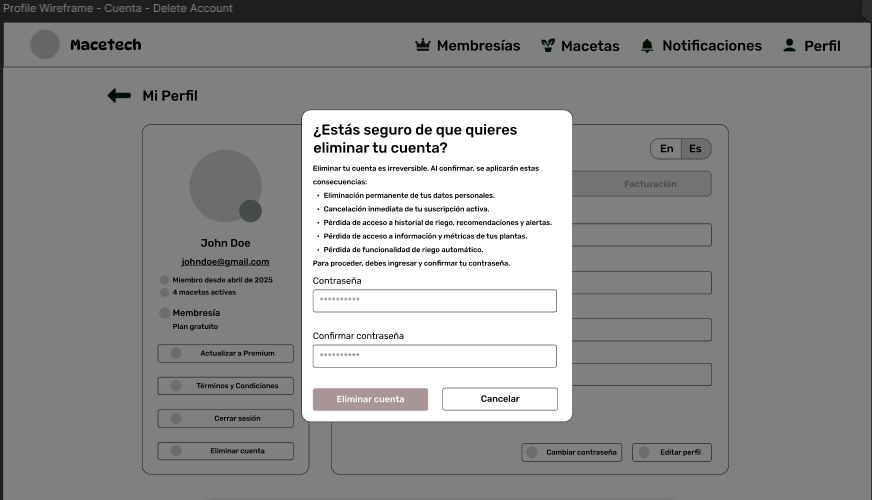 Profile Wireframe - Cuenta - Delete Account
Macetech
Membresías
Macetas
Notificaciones
Perfil
Mi Perfil
John Doe
johndoe@gmail.com
Miembro desde abril de 2025
4 macetas activas
Membresía
Plan gratuito
Actualizar a Premium
Términos y Condiciones
Cerrar sesión
Eliminar cuenta
¿Estás seguro de que quieres
eliminar tu cuenta?
Eliminar tu cuenta es irreversible. Al confirmar, se aplicarán estas
consecuencias:
• Eliminación permanente de tus datos personales.
• Cancelación inmediata de tu suscripción activa.
• Pérdida de acceso a historial de riego, recomendaciones y alertas.
• Pérdida de acceso a información y métricas de tus plantas.
• Pérdida de funcionalidad de riego automático.
Para proceder, debes ingresar y confirmar tu contraseña.
Contraseña
**********
Confirmar contraseña
**********
Eliminar cuenta
Cancelar
En
Es
Facturación
Cambiar contraseña
Editar perfil